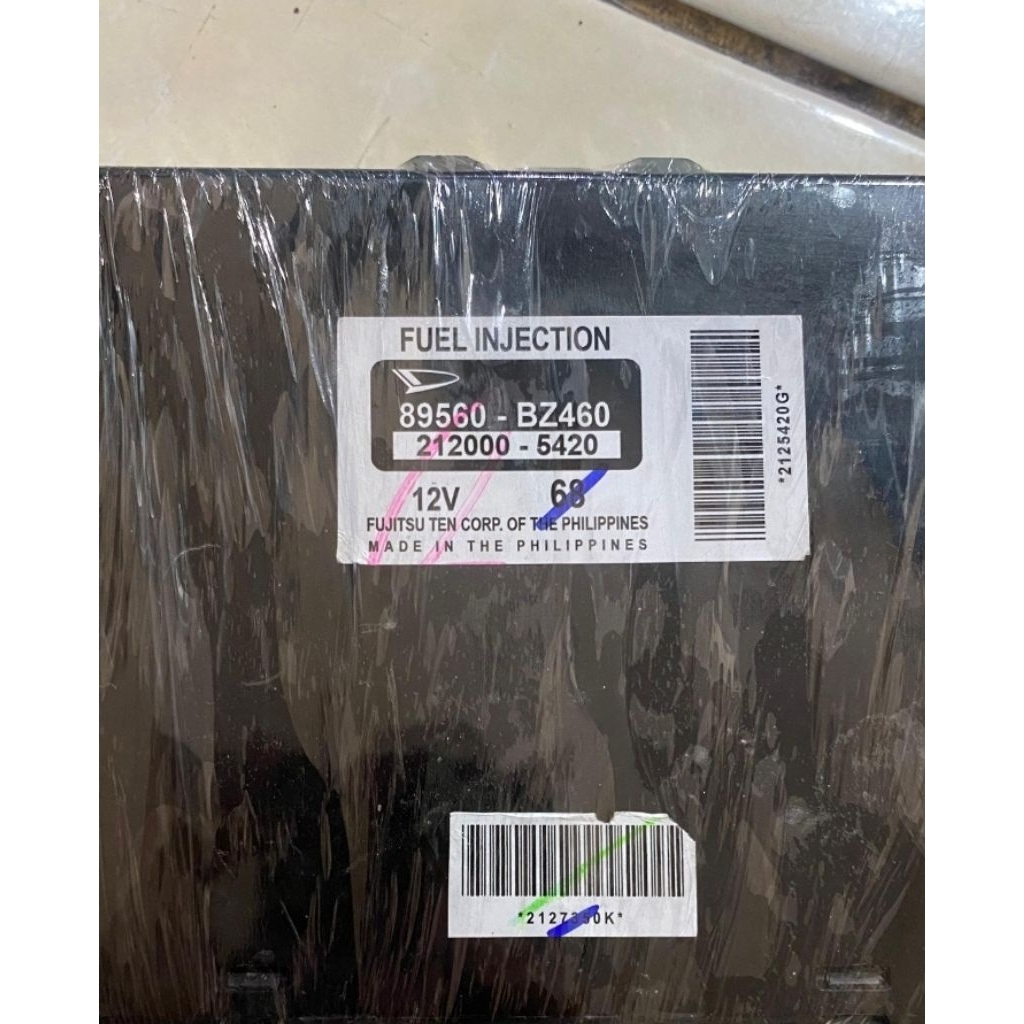 FUEL INJECTION
89560 - BZ460
212000 - 5420
12V 68
FUJITSU TEN CORP. OF THE PHILIPPINES
MADE IN THE PHILIPPINES
*2125420G*
*2127350K*